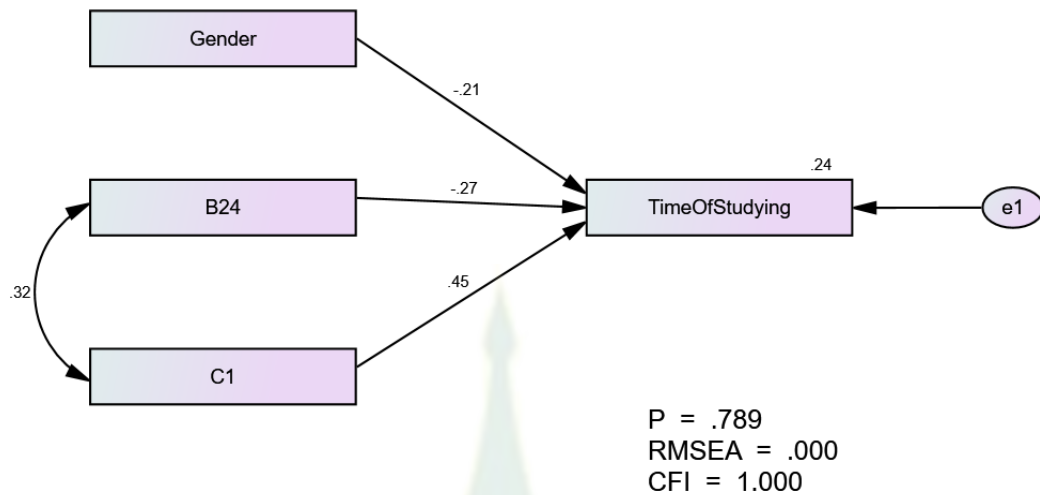 Gender
-.21
B24
-.27
.24
TimeOfStudying
e1
.32
.45
C1
P = .789
RMSEA = .000
CFI = 1.000